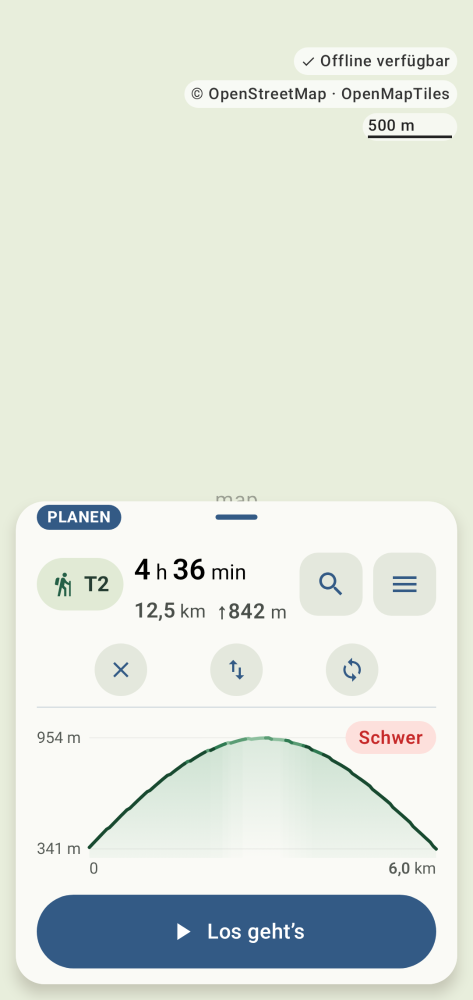 ✓ Offline verfügbar
© OpenStreetMap · OpenMapTiles
500 m
map
PLANEN
T2
4 h 36 min
12,5 km ↑842 m
954 m
Schwer
341 m
0
6,0 km
Los geht’s